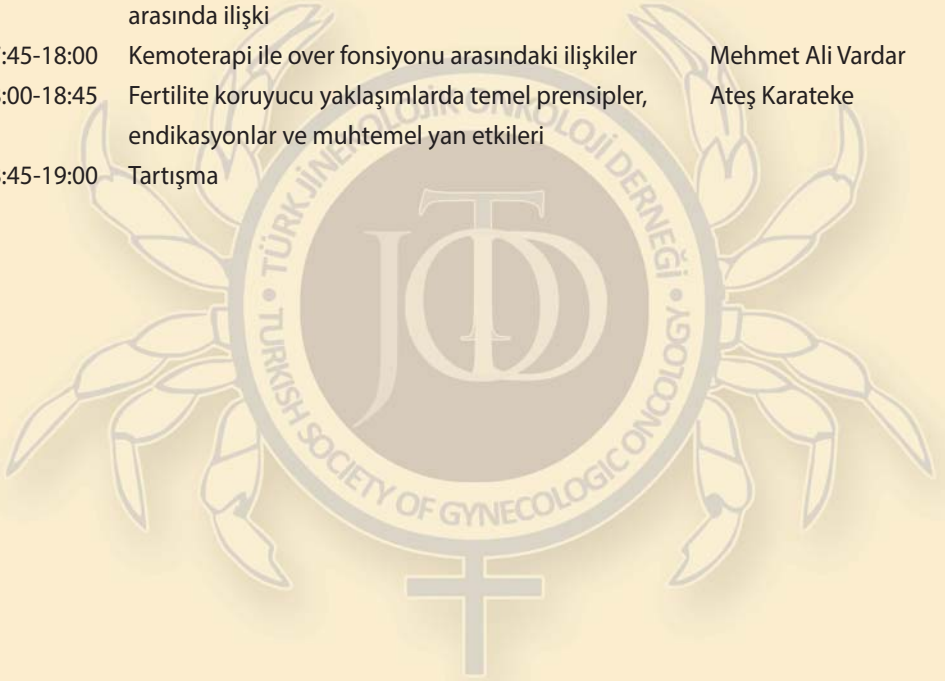 arasında ilişki
:45-18:00 Kemoterapi ile over fonsiyonu arasındaki ilişkiler Mehmet Ali Vardar
:00-18:45 Fertilite koruyucu yaklaşımlarda temel prensipler, Ateş Karateke
endikasyonlar ve muhtemel yan etkileri
:45-19:00 Tartışma
• TÜRK JİNEKOLOJİK ONKOLOJİ DERNEĞİ •
TURKISH SOCIETY OF GYNECOLOGIC ONCOLOGY
TJOD